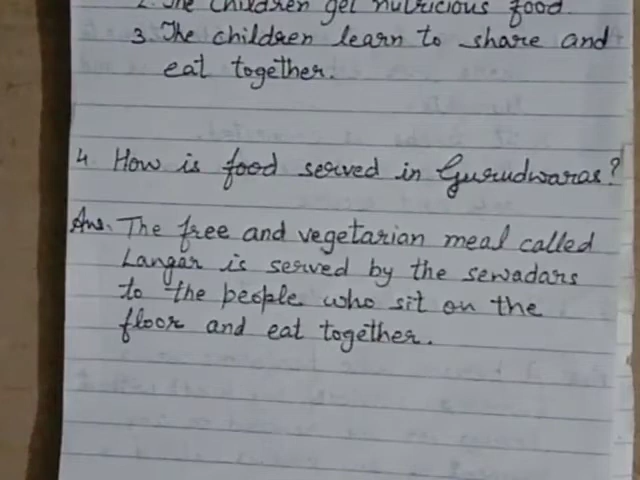 2. The children get nutricious food
3. The children learn to share and
eat together.
4. How is food served in Gurudwaras?
Ans. The free and vegetarian meal called
Langar is served by the sewadars
to the people who sit on the
floor and eat together.